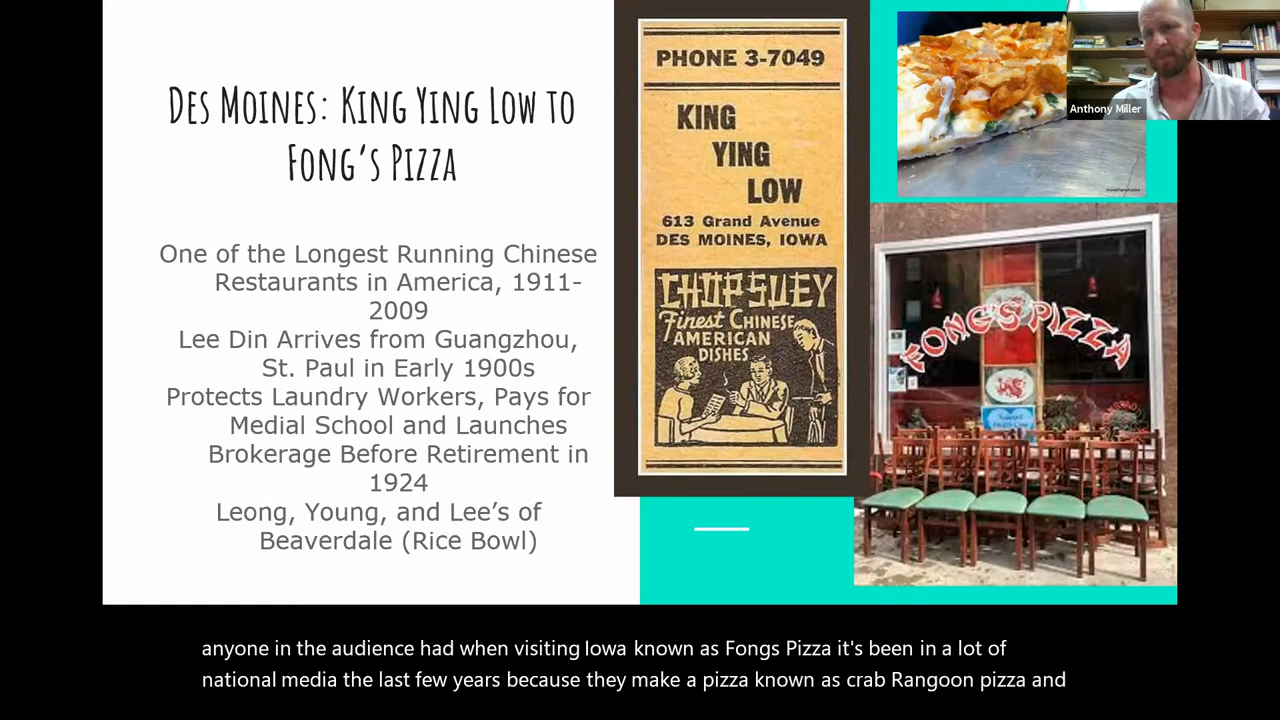 Des Moines: King Ying Low to
Fong's Pizza
One of the Longest Running Chinese
Restaurants in America, 1911-
2009
Lee Din Arrives from Guangzhou,
St. Paul in Early 1900s
Protects Laundry Workers, Pays for
Medial School and Launches
Brokerage Before Retirement in
1924
Leong, Young, and Lee's of
Beaverdale (Rice Bowl)
PHONE 3-7049
KING
YING
LOW
613 Grand Avenue
DES MOINES, IOWA
CHOP SUEY
Finest CHINESE
AMERICAN
DISHES
Anthony Miller
FONG'S PIZZA
anyone in the audience had when visiting Iowa known as Fongs Pizza it's been in a lot of
national media the last few years because they make a pizza known as crab Rangoon pizza and